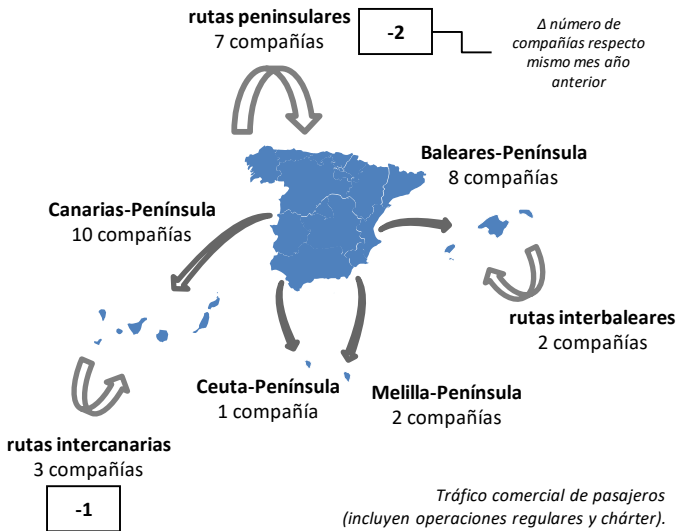 rutas peninsulares
7 compañías
-2
Δ número de
compañías respecto
mismo mes año
anterior
Baleares-Península
8 compañías
Canarias-Península
10 compañías
rutas interbaleares
2 compañías
Ceuta-Península
1 compañía
Melilla-Península
2 compañías
rutas intercanarias
3 compañías
-1
Tráfico comercial de pasajeros
(incluyen operaciones regulares y chárter).